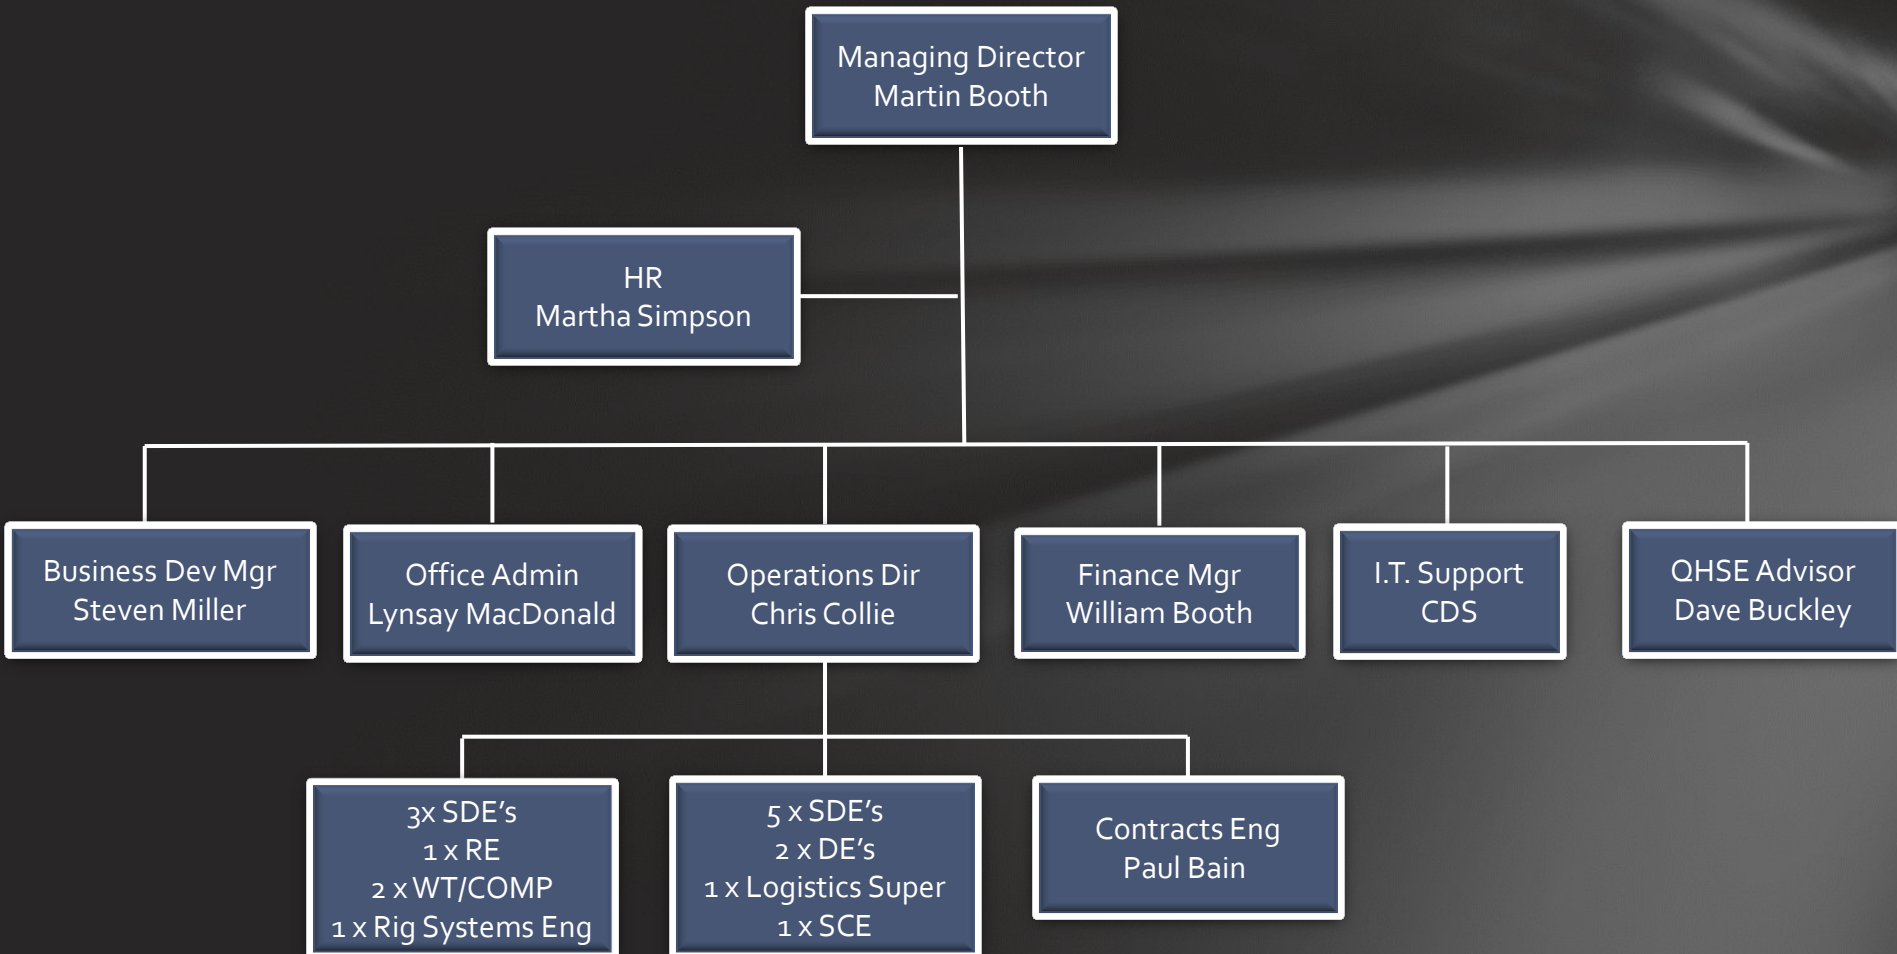 Managing Director
Martin Booth
HR
Martha Simpson
Business Dev Mgr
Steven Miller
Office Admin
Lynsay MacDonald
Operations Dir
Chris Collie
Finance Mgr
William Booth
I.T. Support
CDS
QHSE Advisor
Dave Buckley
3x SDE’s
1 x RE
2 x WT/COMP
1 x Rig Systems Eng
5 x SDE’s
2 x DE’s
1 x Logistics Super
1 x SCE
Contracts Eng
Paul Bain